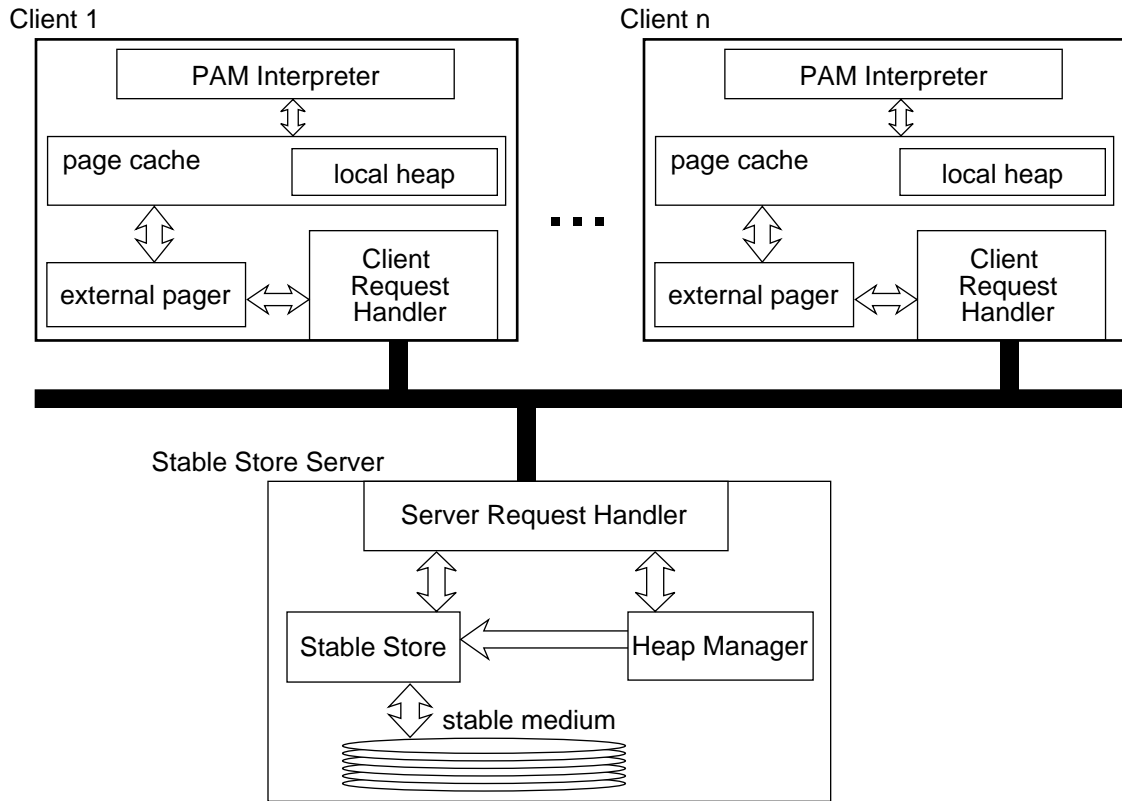 Client 1
Client n
PAM Interpreter
PAM Interpreter
page cache
local heap
page cache
local heap
...
external pager
Client
Request
Handler
external pager
Client
Request
Handler
Stable Store Server
Server Request Handler
Stable Store
Heap Manager
stable medium